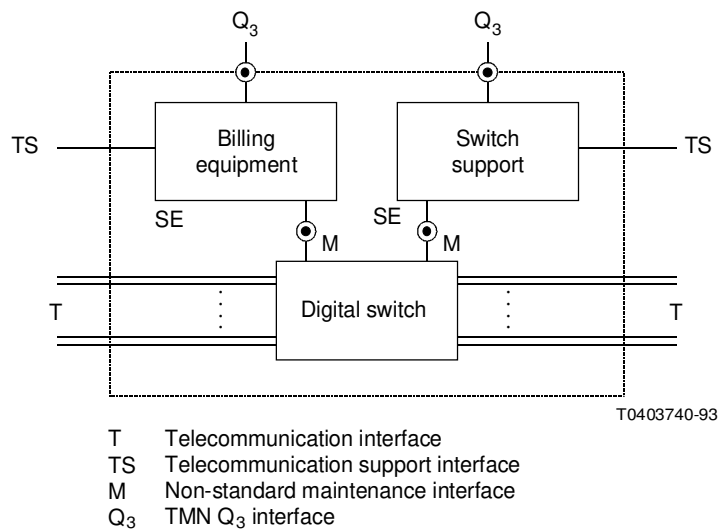 Q3 Q3
TS Billing equipment Switch support TS
SE SE
M M
T Digital switch T
T0403740-93
T Telecommunication interface
TS Telecommunication support interface
M Non-standard maintenance interface
Q3 TMN Q3 interface